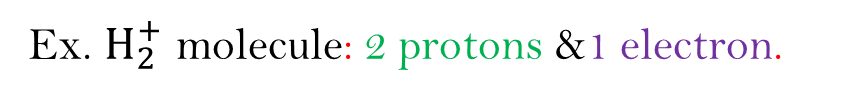 Ex. H₂⁺ molecule: 2 protons &1 electron.